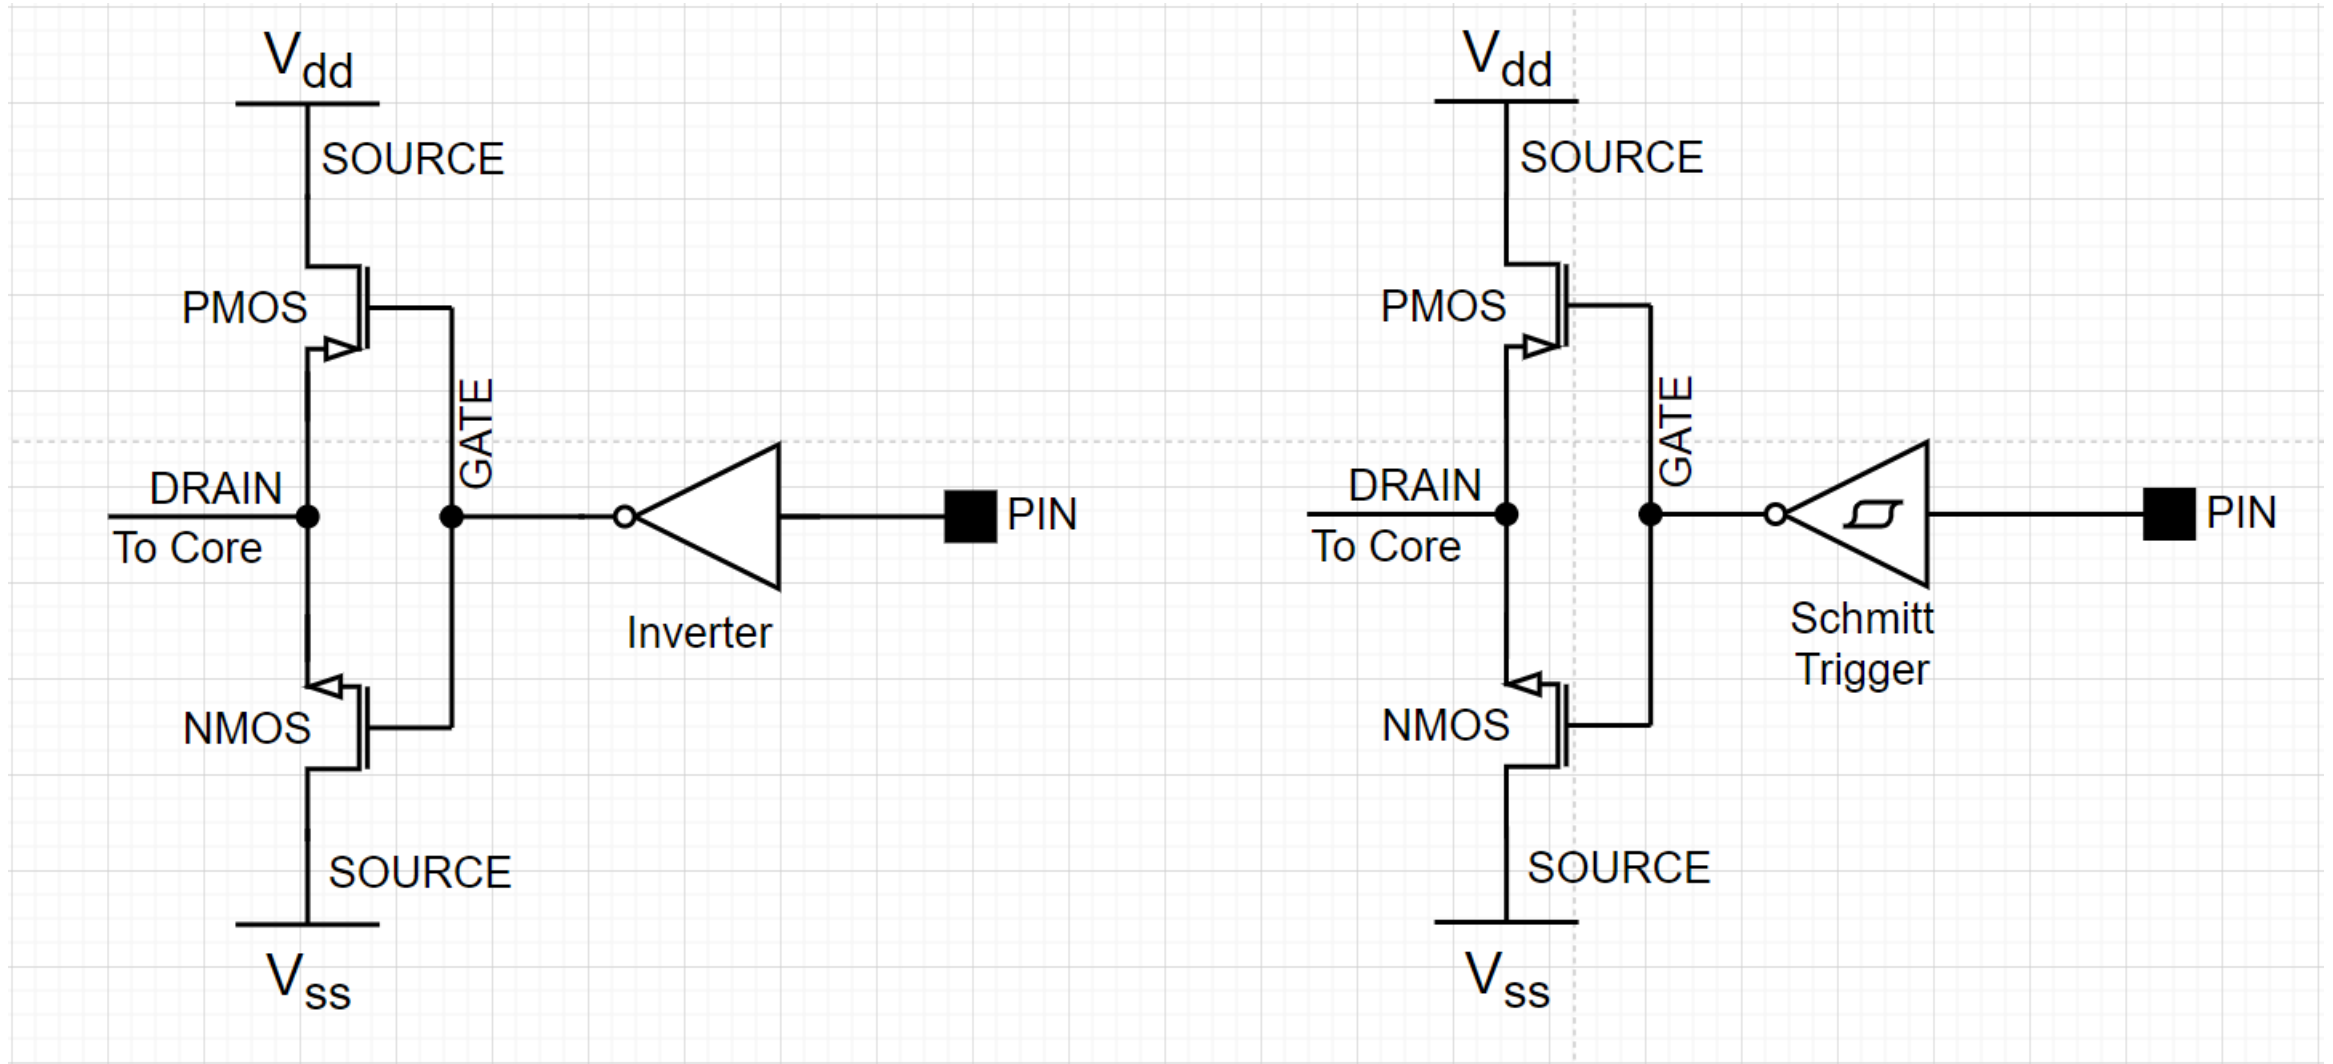 Vdd
SOURCE
PMOS
GATE
DRAIN
To Core
PIN
Inverter
NMOS
SOURCE
Vss
Vdd
SOURCE
PMOS
GATE
DRAIN
To Core
PIN
Schmitt
Trigger
NMOS
SOURCE
Vss